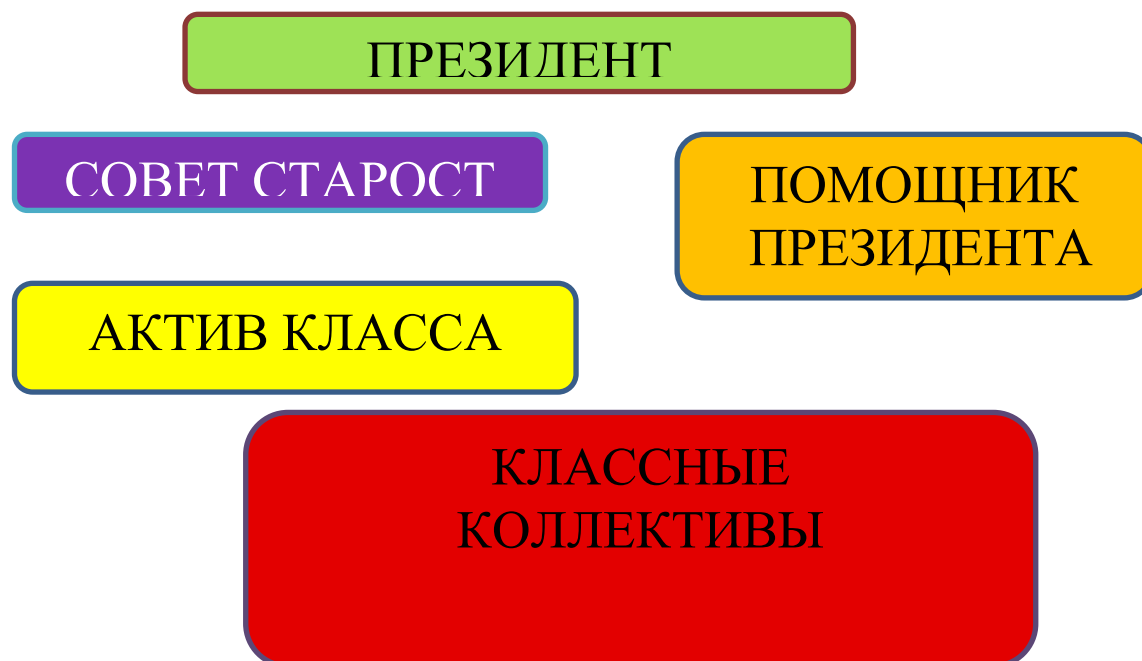 ПРЕЗИДЕНТ
СОВЕТ СТАРОСТ
ПОМОЩНИК
ПРЕЗИДЕНТА
АКТИВ КЛАССА
КЛАССНЫЕ
КОЛЛЕКТИВЫ